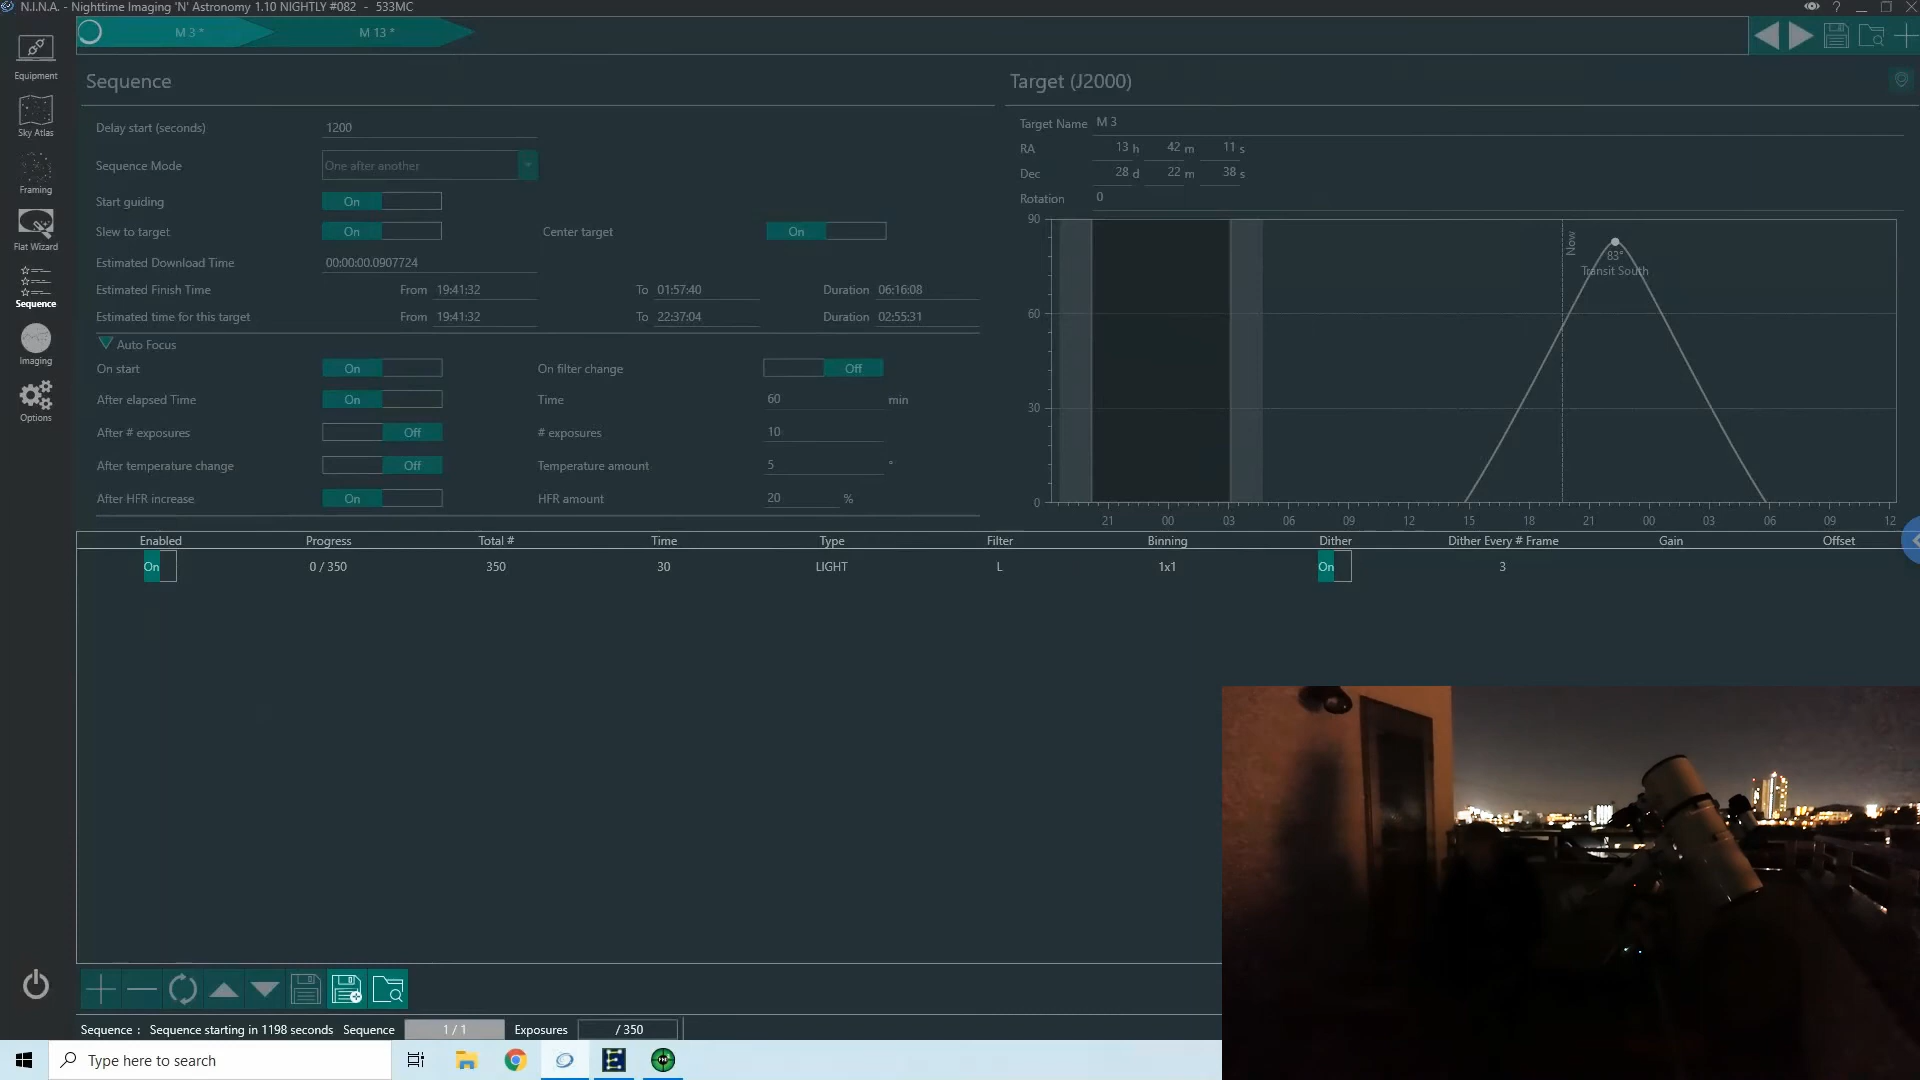 N.I.N.A. - Nighttime Imaging 'N' Astronomy 1.10 NIGHTLY #082 - 533MC
?
M 3 *
M 13 *
Equipment
Sky Atlas
Framing
Flat Wizard
Sequence
Imaging
Options
Sequence
Delay start (seconds) 1200
Sequence Mode One after another
Start guiding On
Slew to target On Center target On
Estimated Download Time 00:00:00.0907724
Estimated Finish Time From 19:41:32 To 01:57:40 Duration 06:16:08
Estimated time for this target From 19:41:32 To 22:37:04 Duration 02:55:31
Auto Focus
On start On On filter change Off
After elapsed Time On Time 60 min
After # exposures Off # exposures 10
After temperature change Off Temperature amount 5 °
After HFR increase On HFR amount 20 %
Target (J2000)
Target Name M 3
RA 13 h 42 m 11 s
Dec 28 d 22 m 38 s
Rotation 0
90
60
30
0
Now
83°
Transit South
21 00 03 06 09 12 15 18 21 00 03 06 09 12
Enabled Progress Total # Time Type Filter Binning Dither Dither Every # Frame Gain Offset
On 0 / 350 350 30 LIGHT L 1x1 On 3
Sequence : Sequence starting in 1198 seconds Sequence 1 / 1 Exposures / 350
Type here to search